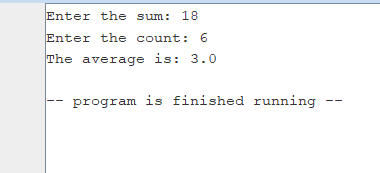 Enter the sum: 18
Enter the count: 6
The average is: 3.0
-- program is finished running --